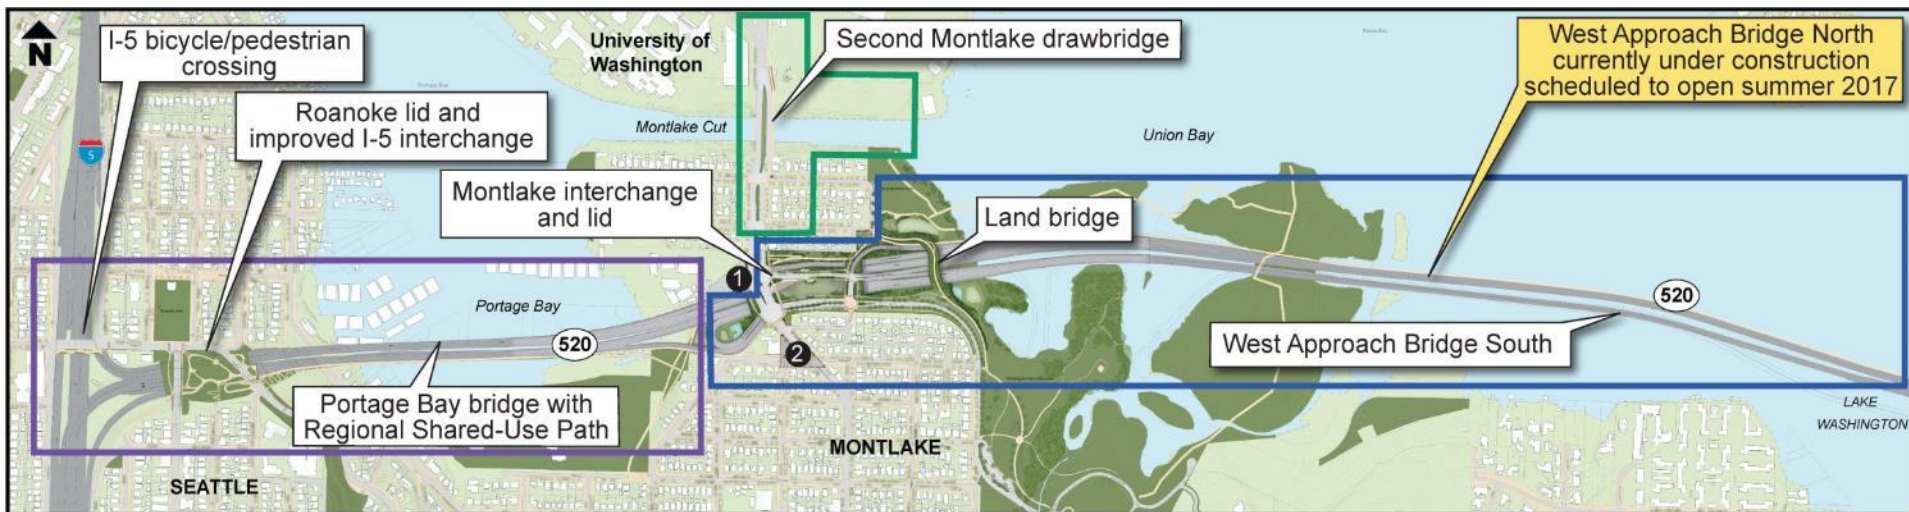 N
I-5 bicycle/pedestrian
crossing
University of
Washington
Second Montlake drawbridge
West Approach Bridge North
currently under construction
scheduled to open summer 2017
Roanoke lid and
improved I-5 interchange
5
Portage Bay
Montlake Cut
Union Bay
Montlake interchange
and lid
Land bridge
1
Portage Bay
520
2
520
West Approach Bridge South
Portage Bay bridge with
Regional Shared-Use Path
MONTLAKE
LAKE
WASHINGTON
SEATTLE